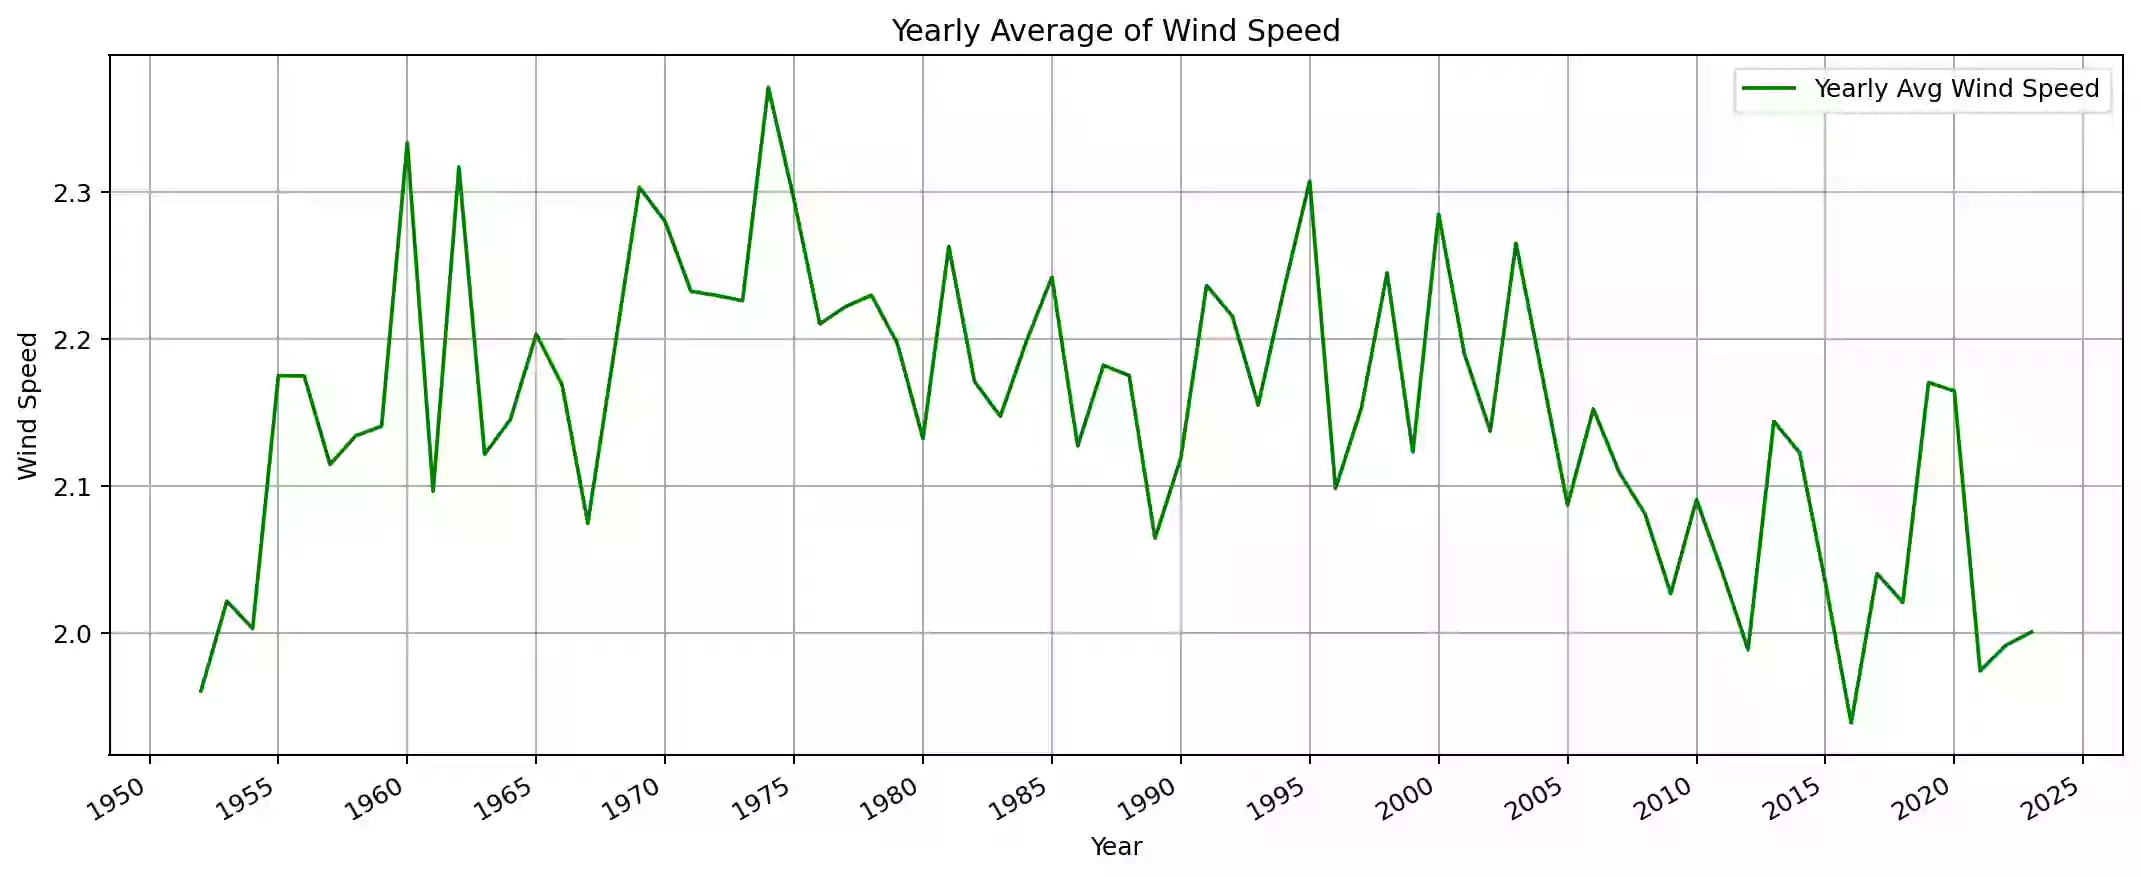 Yearly Average of Wind Speed
Yearly Avg Wind Speed
Wind Speed
2.3
2.2
2.1
2.0
1950 1955 1960 1965 1970 1975 1980 1985 1990 1995 2000 2005 2010 2015 2020 2025
Year